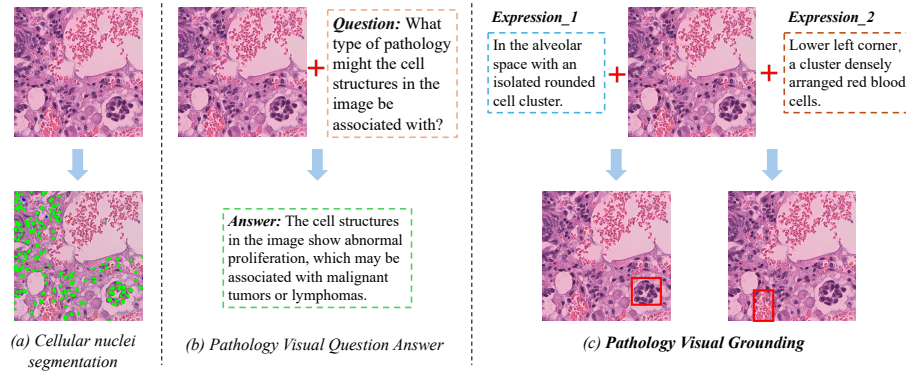 Question: What
type of pathology
might the cell
structures in the
image be
associated with?
Answer: The cell structures
in the image show abnormal
proliferation, which may be
associated with malignant
tumors or lymphomas.
Expression_1
In the alveolar
space with an
isolated rounded
cell cluster.
Expression_2
Lower left corner,
a cluster densely
arranged red blood
cells.
(a) Cellular nuclei
segmentation
(b) Pathology Visual Question Answer
(c) Pathology Visual Grounding